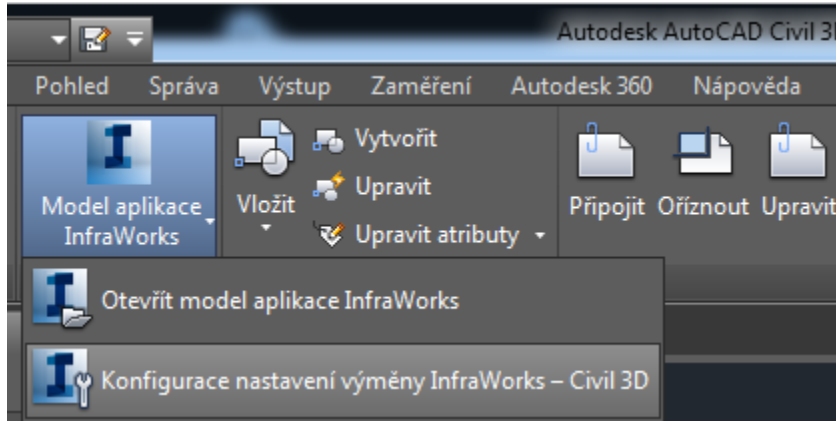 Autodesk AutoCAD Civil 3
Pohled Správa Výstup Zaměření Autodesk 360 Nápověda
Vytvořit
Upravit
Upravit atributy
Model aplikace
InfraWorks
Vložit
Připojit Oříznout Upravit
Otevřít model aplikace InfraWorks
Konfigurace nastavení výměny InfraWorks – Civil 3D